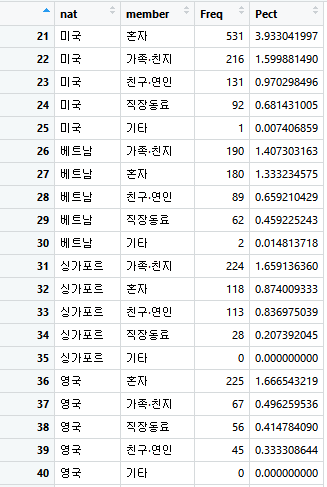 nat member Freq Pect
21 미국 혼자 531 3.933041997
22 미국 가족·친지 216 1.599881490
23 미국 친구·연인 131 0.970298496
24 미국 직장동료 92 0.681431005
25 미국 기타 1 0.007406859
26 베트남 가족·친지 190 1.407303163
27 베트남 혼자 180 1.333234575
28 베트남 친구·연인 89 0.659210429
29 베트남 직장동료 62 0.459225243
30 베트남 기타 2 0.014813718
31 싱가포르 가족·친지 224 1.659136360
32 싱가포르 혼자 118 0.874009333
33 싱가포르 친구·연인 113 0.836975039
34 싱가포르 직장동료 28 0.207392045
35 싱가포르 기타 0 0.000000000
36 영국 혼자 225 1.666543219
37 영국 가족·친지 67 0.496259536
38 영국 직장동료 56 0.414784090
39 영국 친구·연인 45 0.333308644
40 영국 기타 0 0.000000000